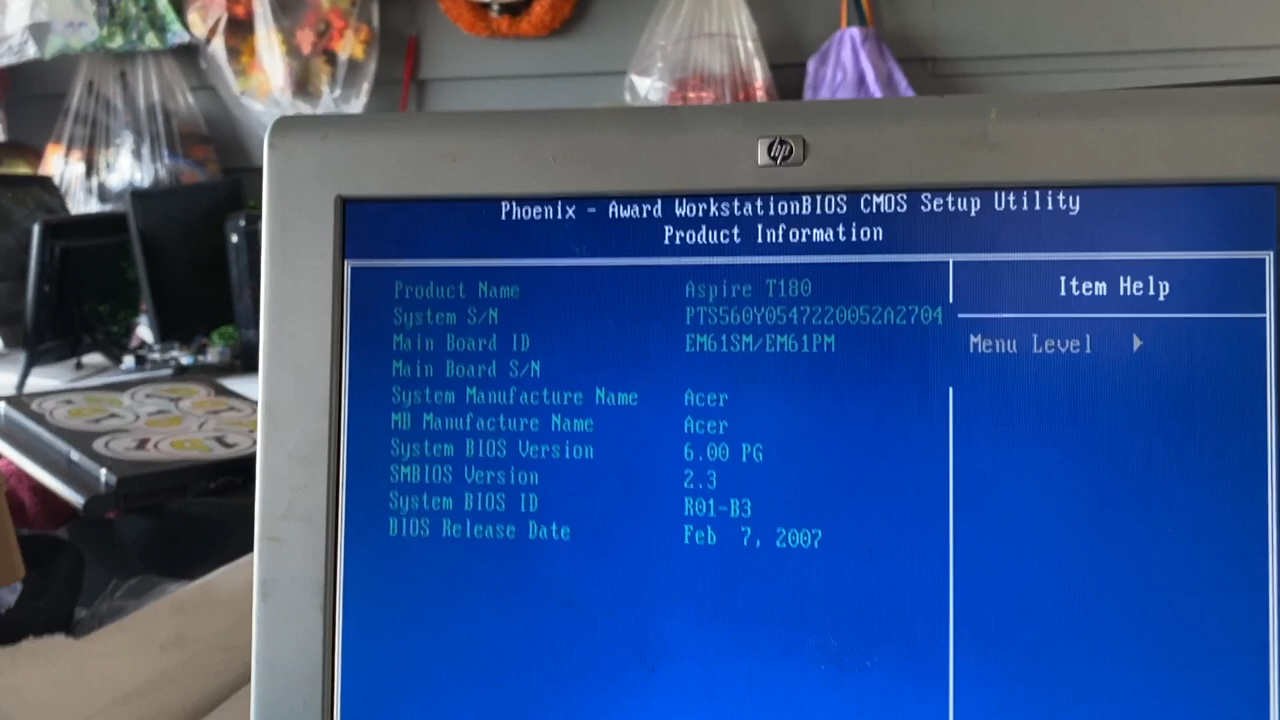 hp
Phoenix - Award WorkstationBIOS CMOS Setup Utility
Product Information
Product Name Aspire T180
System S/N PTS560Y0547220052A2704
Main Board ID EM61SM/EM61PM
Main Board S/N
System Manufacture Name Acer
MB Manufacture Name Acer
System BIOS Version 6.00 PG
SMBIOS Version 2.3
System BIOS ID R01-B3
BIOS Release Date Feb 7, 2007
Item Help
Menu Level